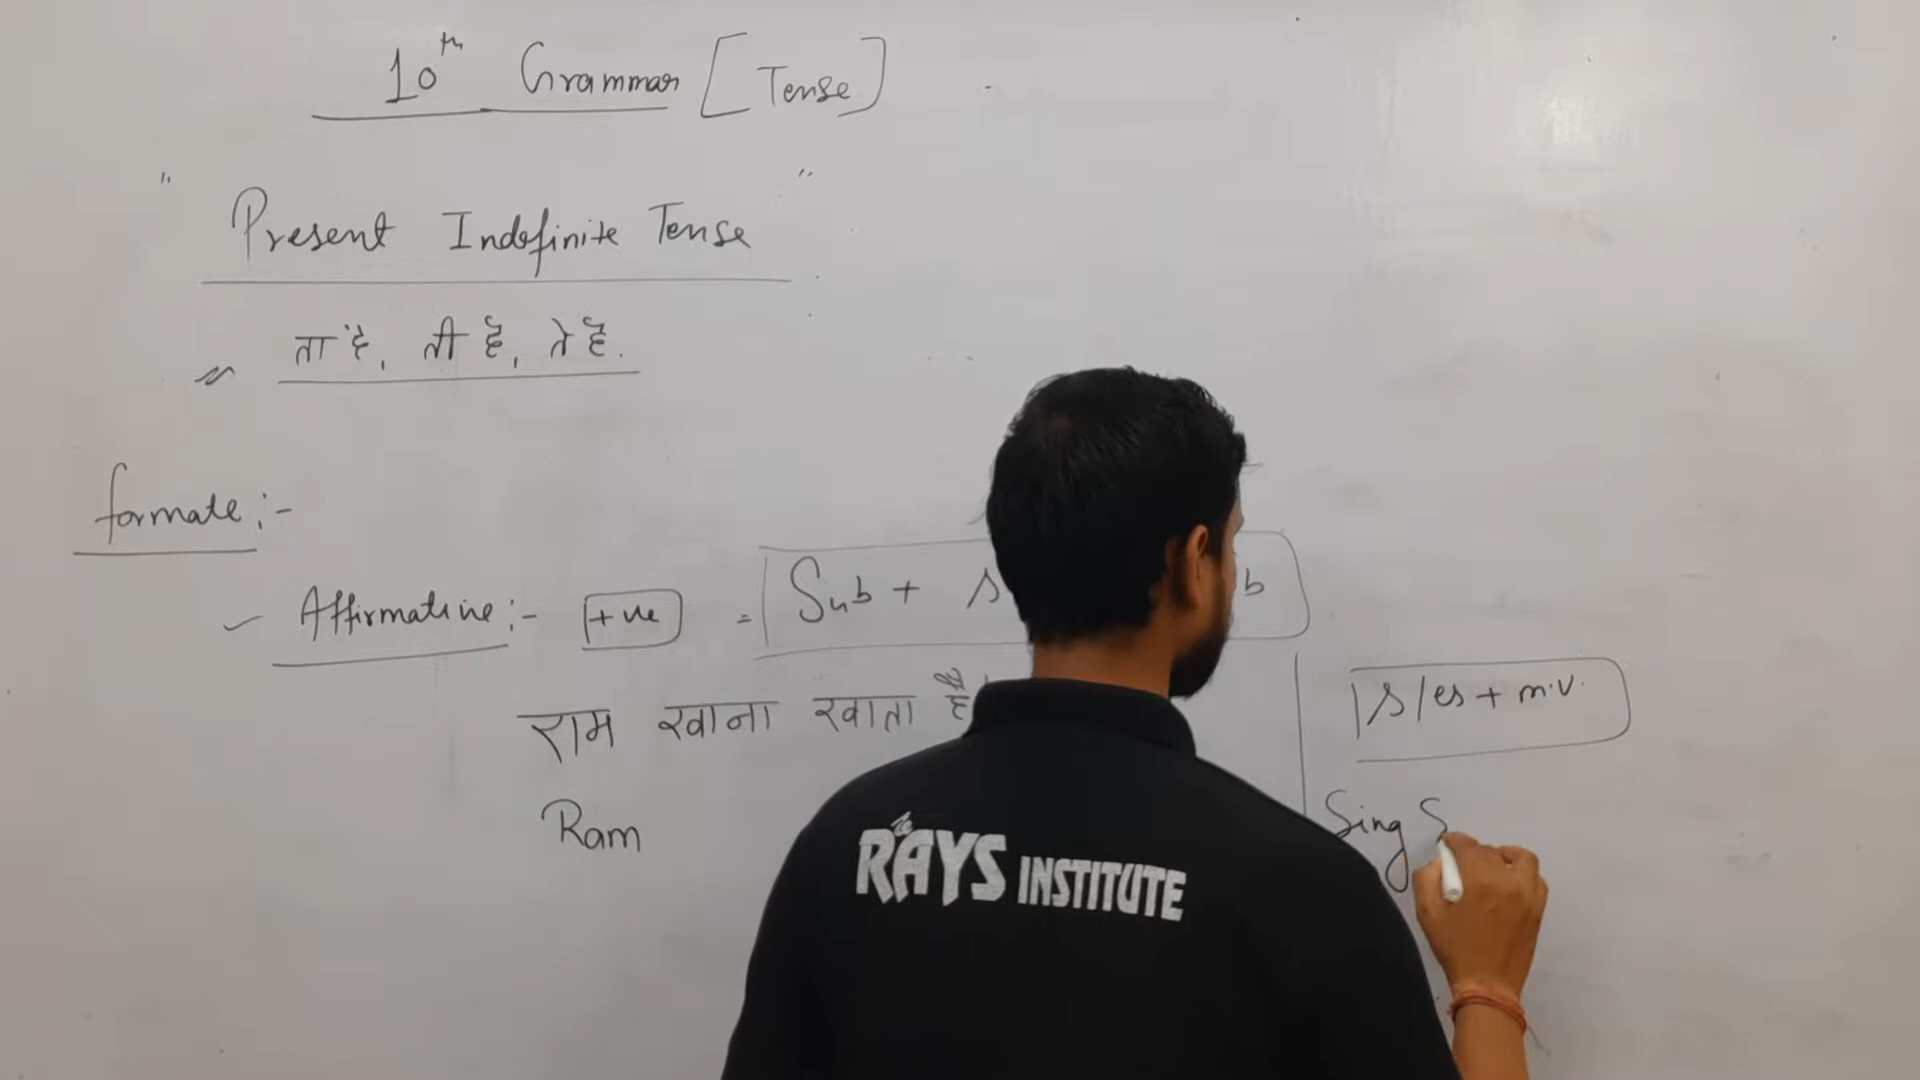 10th Grammar [Tense]
" Present Indefinite Tense "
ता है, ती है, ते है.
formate :-
Affirmative :- +ve = Sub + s b
राम खाना खाता है
s/es + m.v.
Ram
Sing S
RAYS INSTITUTE